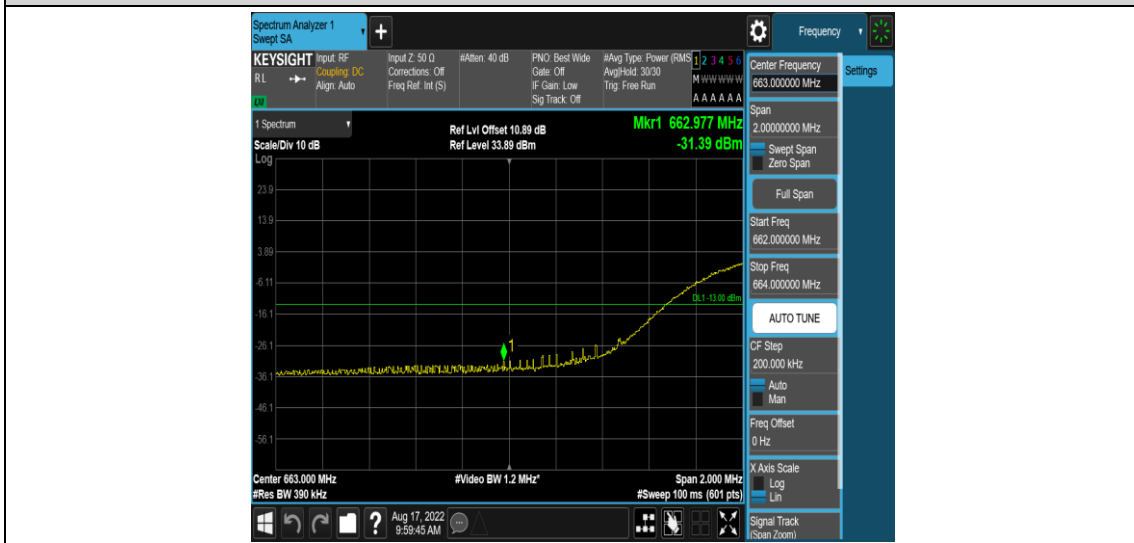 Spectrum Analyzer 1
Swept SA
+
Frequency
KEYSIGHT
RL
LXI
Input: RF
Coupling: DC
Align: Auto
Input Z: 50 Ω
Corrections: Off
Freq Ref: Int (S)
#Atten: 40 dB
PNO: Best Wide
Gate: Off
IF Gain: Low
Sig Track: Off
#Avg Type: Power (RMS
Avg|Hold: 30/30
Trig: Free Run
1 2 3 4 5 6
M W W W W W
A A A A A A
1 Spectrum
Scale/Div 10 dB
Ref Lvl Offset 10.89 dB
Ref Level 33.89 dBm
Mkr1 662.977 MHz
-31.39 dBm
Log
23.9
13.9
3.89
-6.11
-16.1
-26.1
-36.1
-46.1
-56.1
DL1 -13.00 dBm
1
Center 663.000 MHz
#Res BW 390 kHz
#Video BW 1.2 MHz*
Span 2.000 MHz
#Sweep 100 ms (601 pts)
Center Frequency
663.000000 MHz
Settings
Span
2.00000000 MHz
Swept Span
Zero Span
Full Span
Start Freq
662.000000 MHz
Stop Freq
664.000000 MHz
AUTO TUNE
CF Step
200.000 kHz
Auto
Man
Freq Offset
0 Hz
X Axis Scale
Log
Lin
Signal Track
(Span Zoom)
?
Aug 17, 2022
9:59:45 AM